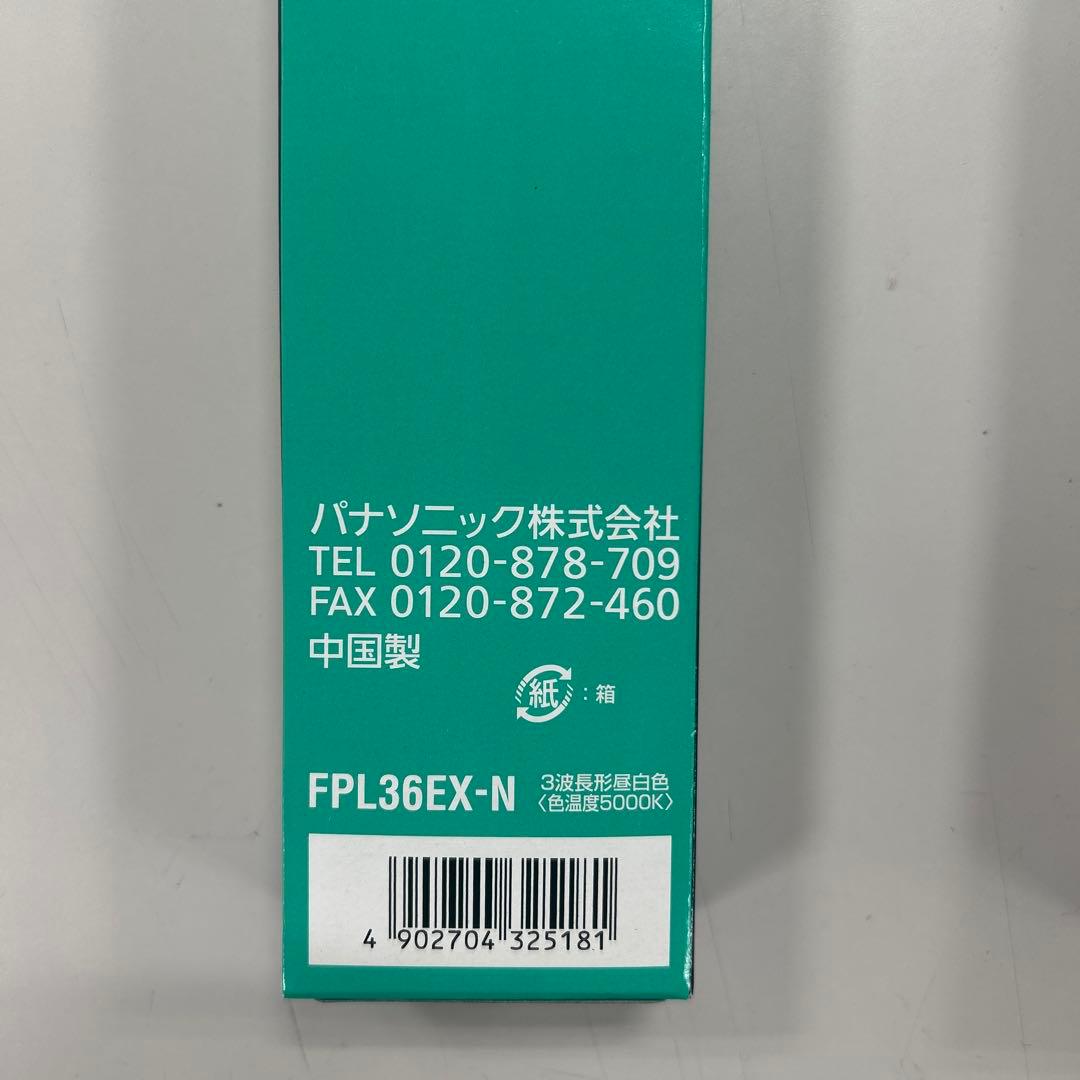 パナソニック株式会社
TEL 0120-878-709
FAX 0120-872-460
中国製
紙 : 箱
FPL36EX-N 3波長形昼白色
〈色温度5000K〉
4 902704 325181